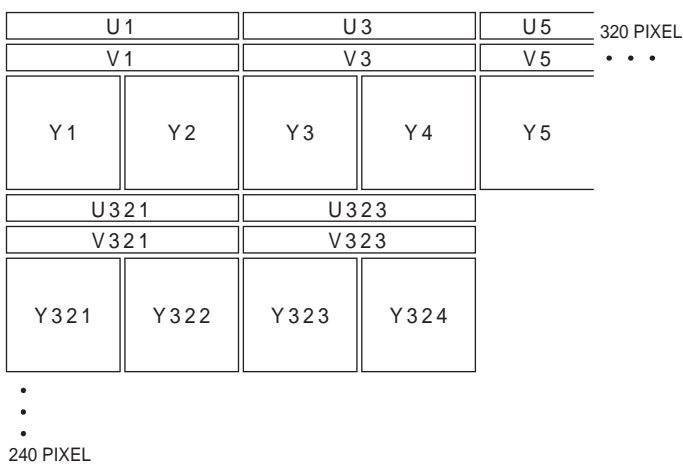 U1 U3 U5 320 PIXEL
V1 V3 V5 • • •
Y1 Y2 Y3 Y4 Y5
U321 U323
V321 V323
Y321 Y322 Y323 Y324
•
•
•
240 PIXEL